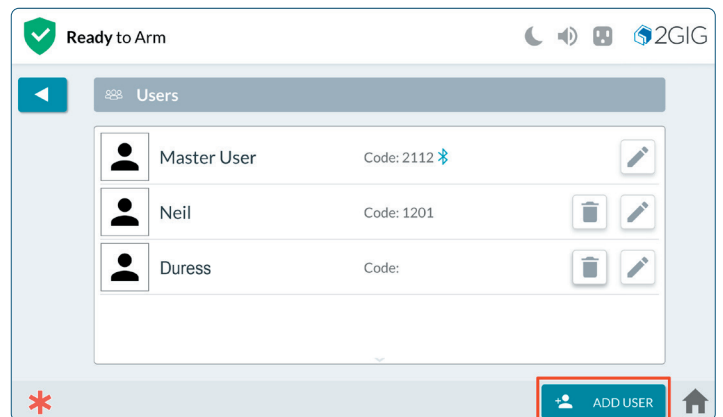 Ready to Arm
2GIG
Users
Master User Code: 2112
Neil Code: 1201
Duress Code:
ADD USER